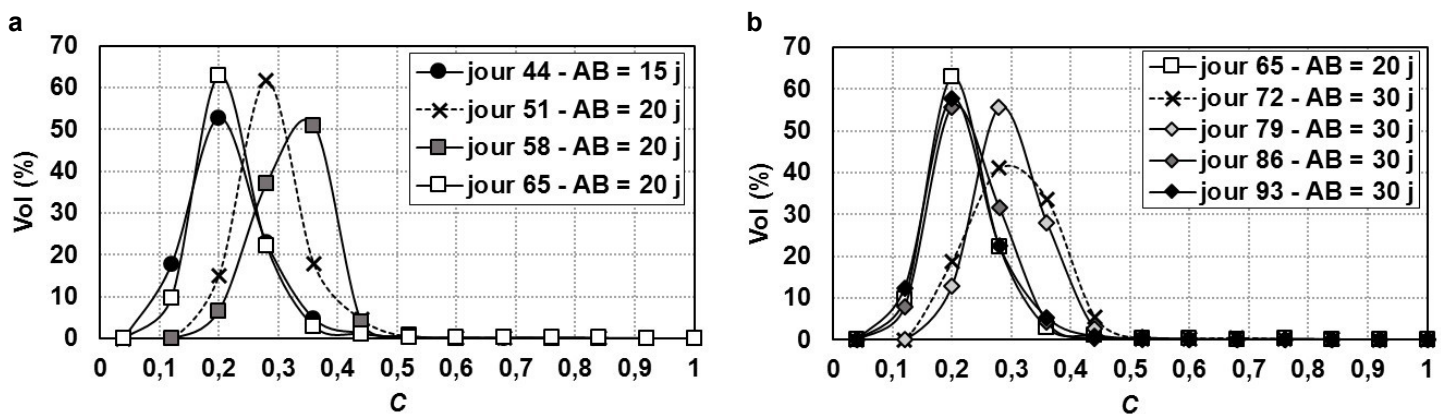 a
70
60
50
40
30
20
10
0
Vol (%)
jour 44 - AB = 15 j
jour 51 - AB = 20 j
jour 58 - AB = 20 j
jour 65 - AB = 20 j
0 0,1 0,2 0,3 0,4 0,5 0,6 0,7 0,8 0,9 1
C
b
70
60
50
40
30
20
10
0
Vol (%)
jour 65 - AB = 20 j
jour 72 - AB = 30 j
jour 79 - AB = 30 j
jour 86 - AB = 30 j
jour 93 - AB = 30 j
0 0,1 0,2 0,3 0,4 0,5 0,6 0,7 0,8 0,9 1
C